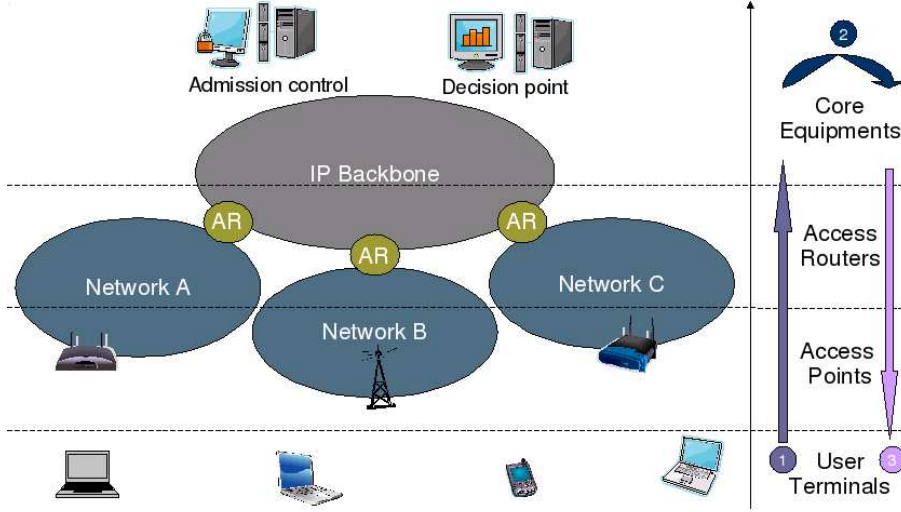 Admission control
Decision point
IP Backbone
AR
AR
AR
Network A
Network B
Network C
2
Core
Equipments
Access
Routers
Access
Points
1
User
Terminals
3